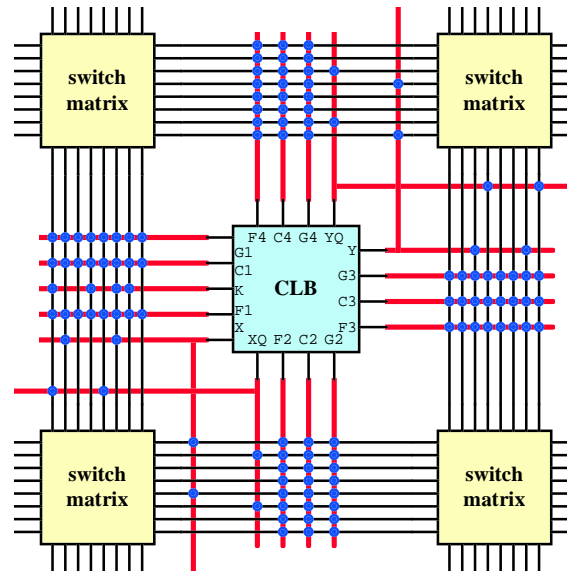 switch
matrix
switch
matrix
F4 C4 G4 YQ
G1
Y
C1
G3
K
CLB
C3
F1
X
F3
XQ F2 C2 G2
switch
matrix
switch
matrix